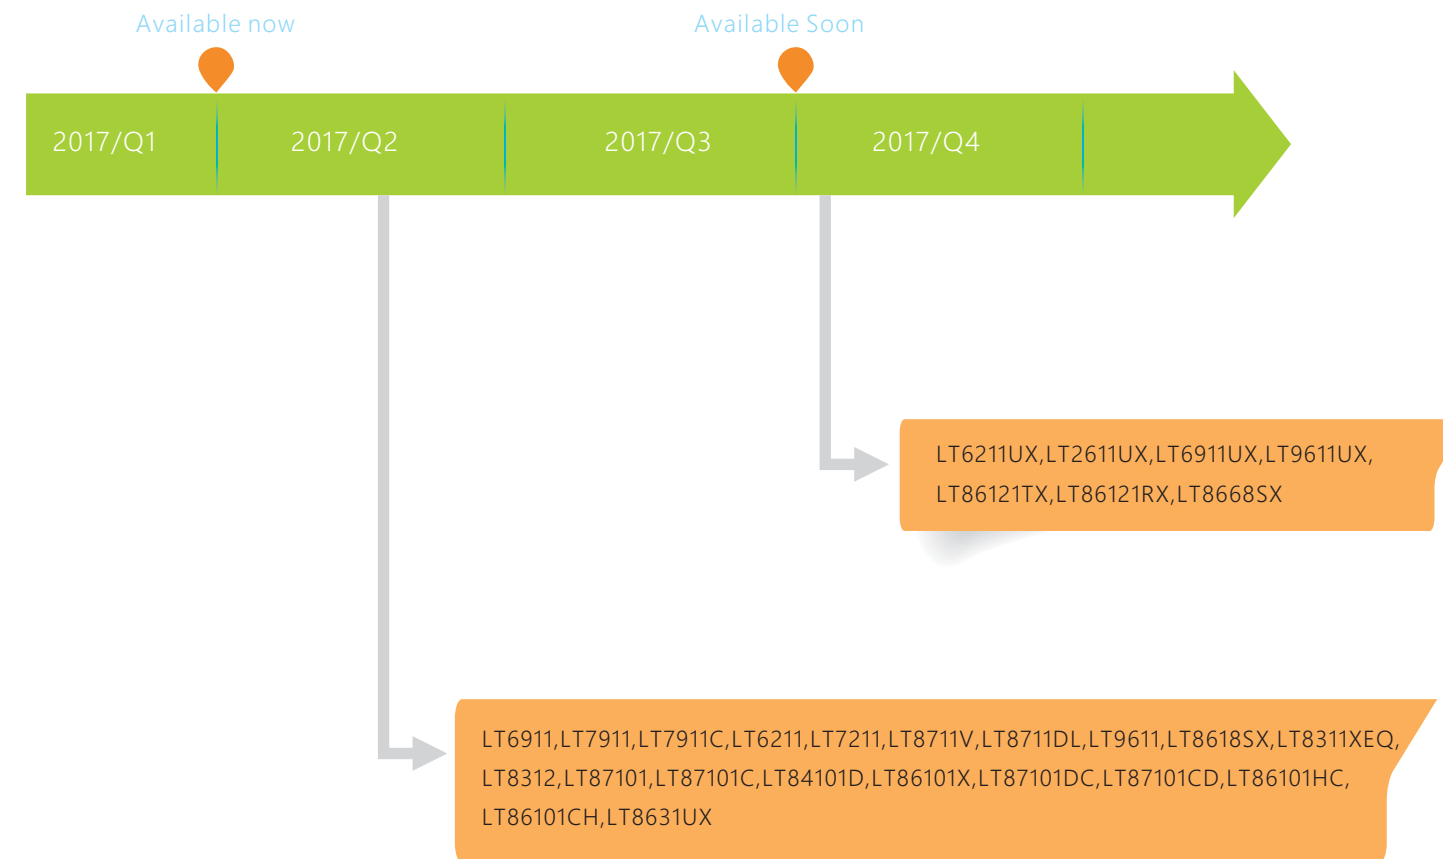 Available now
Available Soon
2017/Q1
2017/Q2
2017/Q3
2017/Q4
LT6211UX,LT2611UX,LT6911UX,LT9611UX,
LT86121TX,LT86121RX,LT8668SX
LT6911,LT7911,LT7911C,LT6211,LT7211,LT8711V,LT8711DL,LT9611,LT8618SX,LT8311XEQ,
LT8312,LT87101,LT87101C,LT84101D,LT86101X,LT87101DC,LT87101CD,LT86101HC,
LT86101CH,LT8631UX